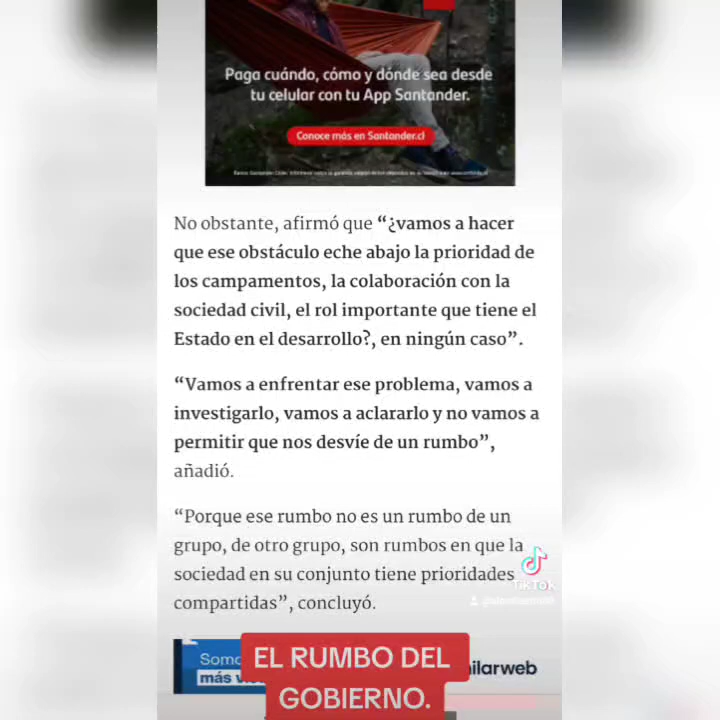 Paga cuándo, cómo y dónde sea desde
tu celular con tu App Santander.
Conoce más en Santander.cl
No obstante, afirmó que “¿vamos a hacer
que ese obstáculo eche abajo la prioridad de
los campamentos, la colaboración con la
sociedad civil, el rol importante que tiene el
Estado en el desarrollo?, en ningún caso”.
“Vamos a enfrentar ese problema, vamos a
investigarlo, vamos a aclararlo y no vamos a
permitir que nos desvíe de un rumbo”,
añadió.
“Porque ese rumbo no es un rumbo de un
grupo, de otro grupo, son rumbos en que la
sociedad en su conjunto tiene prioridades
compartidas”, concluyó.
TikTok
más
EL RUMBO DEL
GOBIERNO.